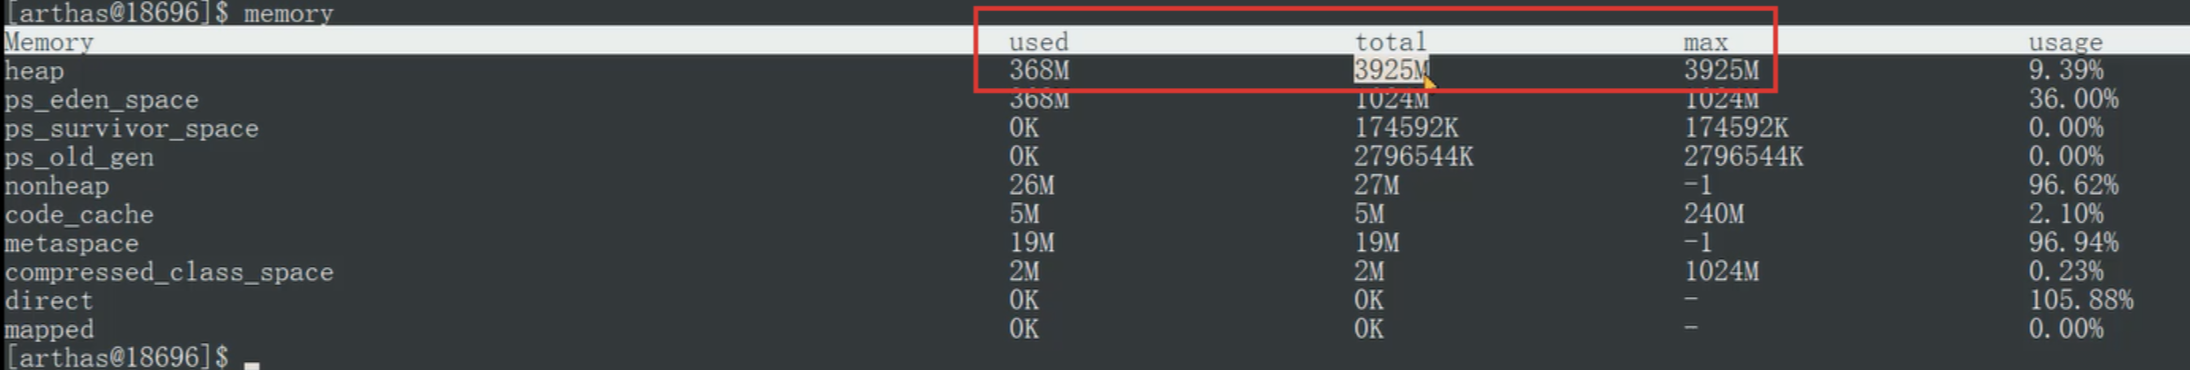 [arthas@18696]$ memory
Memory used total max usage
heap 368M 3925M 3925M 9.39%
ps_eden_space 368M 1024M 1024M 36.00%
ps_survivor_space 0K 174592K 174592K 0.00%
ps_old_gen 0K 2796544K 2796544K 0.00%
nonheap 26M 27M -1 96.62%
code_cache 5M 5M 240M 2.10%
metaspace 19M 19M -1 96.94%
compressed_class_space 2M 2M 1024M 0.23%
direct 0K 0K - 105.88%
mapped 0K 0K - 0.00%
[arthas@18696]$